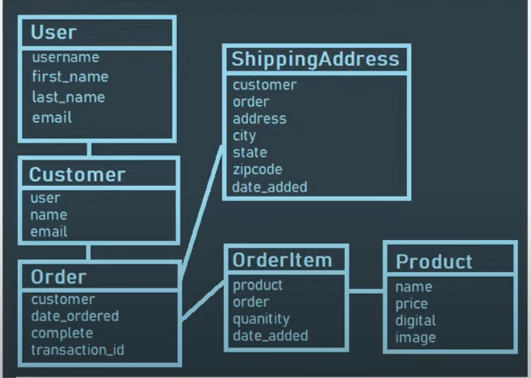 User
username
first_name
last_name
email
Customer
user
name
email
Order
customer
date_ordered
complete
transaction_id
ShippingAddress
customer
order
address
city
state
zipcode
date_added
OrderItem
product
order
quanitity
date_added
Product
name
price
digital
image